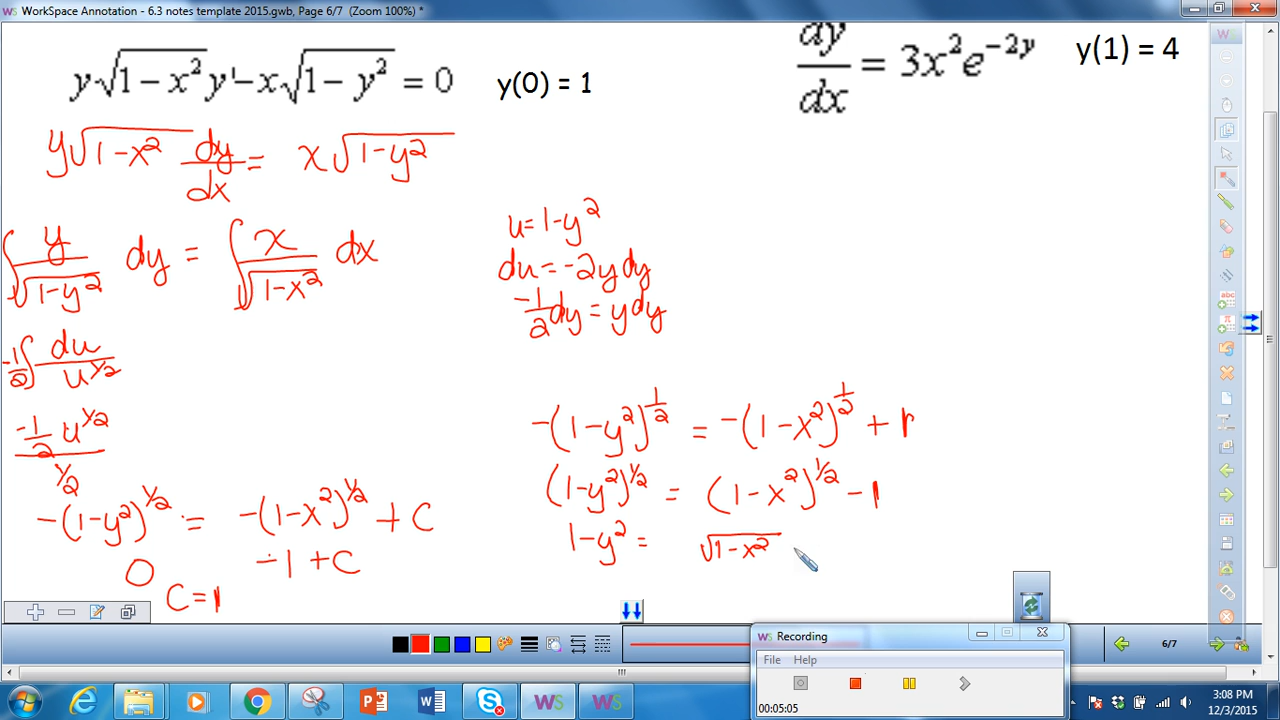 WorkSpace Annotation - 6.3 notes template 2015.gwb, Page 6/7 (Zoom 100%) *
y√(1 − x²) y' − x√(1 − y²) = 0
y(0) = 1
dy/dx = 3x²e^(−2y)
y(1) = 4
y√(1−x²) dy/dx = x√(1−y²)
∫ y/√(1−y²) dy = ∫ x/√(1−x²) dx
u = 1−y²
du = −2y dy
−1/2 dy = y dy
−1/2 ∫ du/u^(1/2)
(−1/2 u^(1/2))/(1/2)
−(1−y²)^(1/2) = −(1−x²)^(1/2) + C
0 −1 + C
C = 1
−(1−y²)^(1/2) = −(1−x²)^(1/2) + 1
(1−y²)^(1/2) = (1−x²)^(1/2) − 1
1−y² = √(1−x²)
abc
π
6/7
Recording
File Help
00:05:05
3:08 PM
12/3/2015